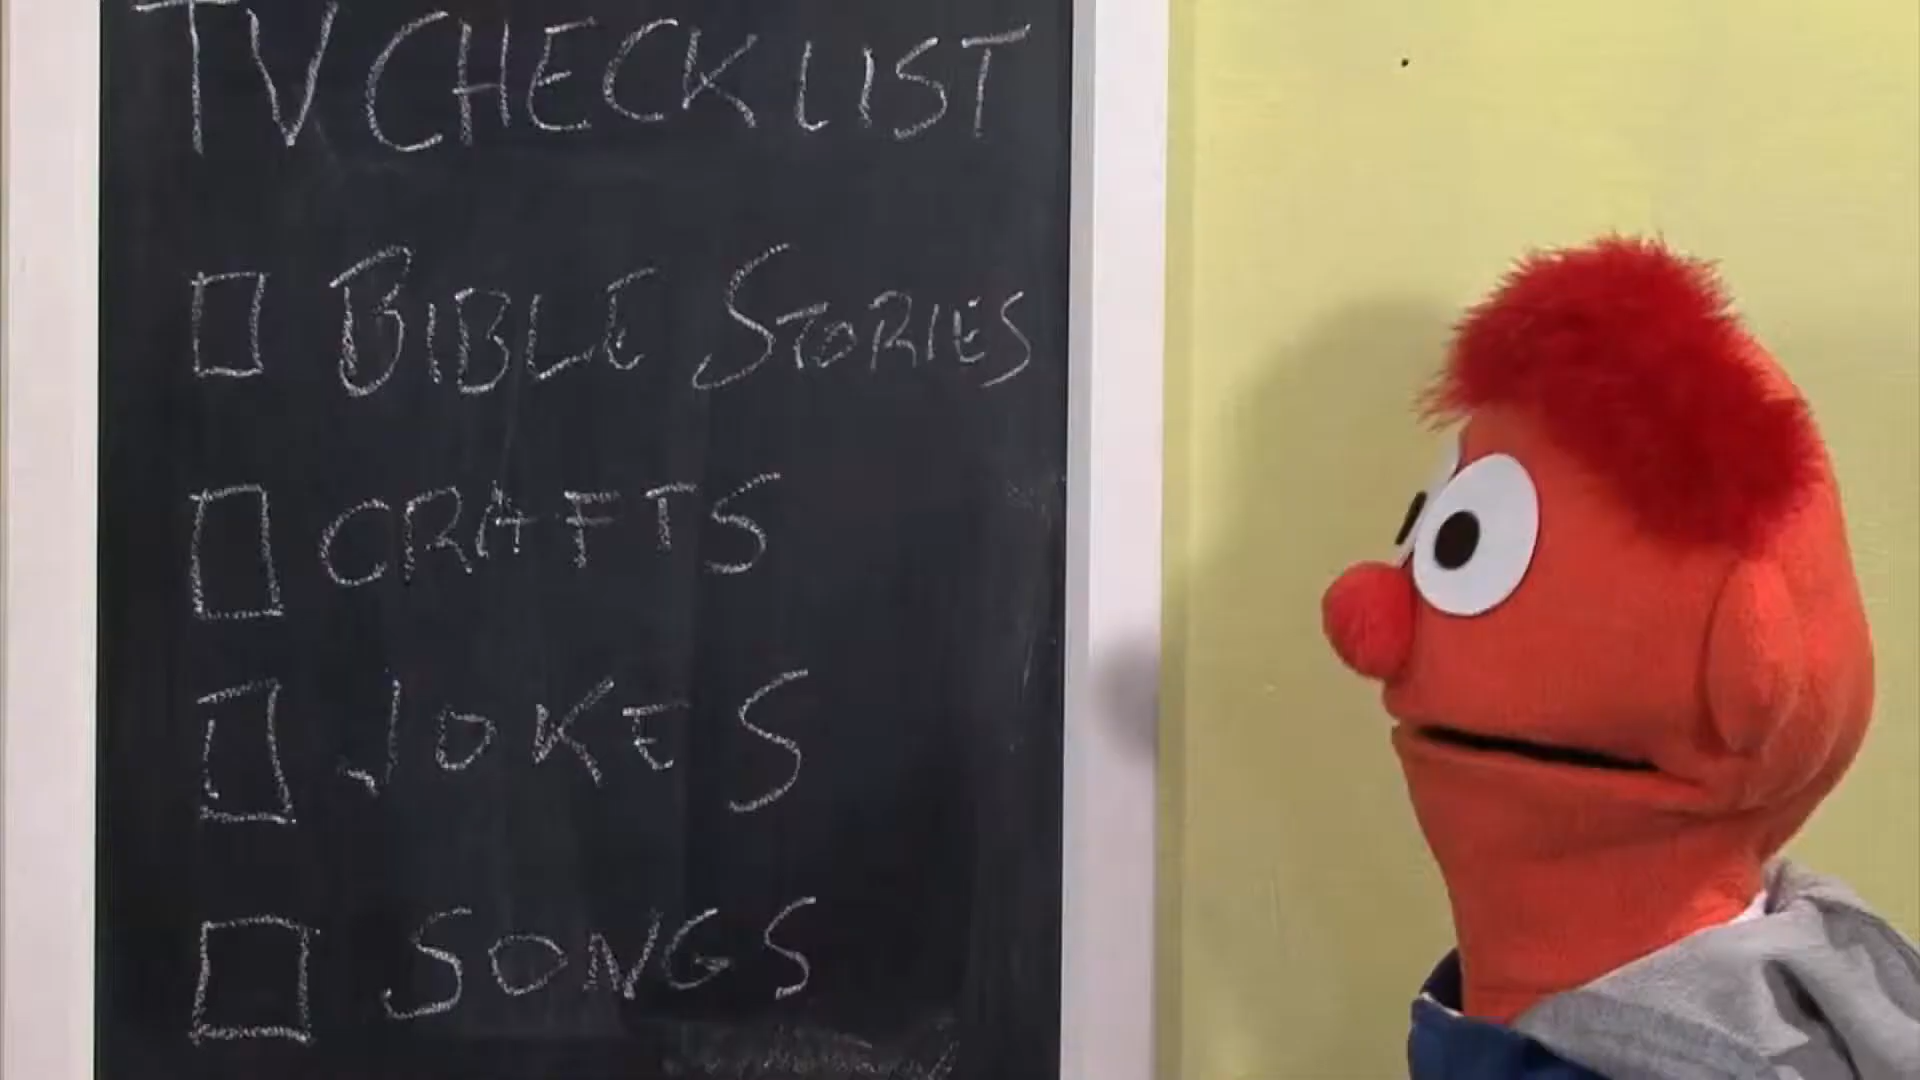 TV CHECKLIST
BIBLE STORIES
CRAFTS
JOKES
SONGS